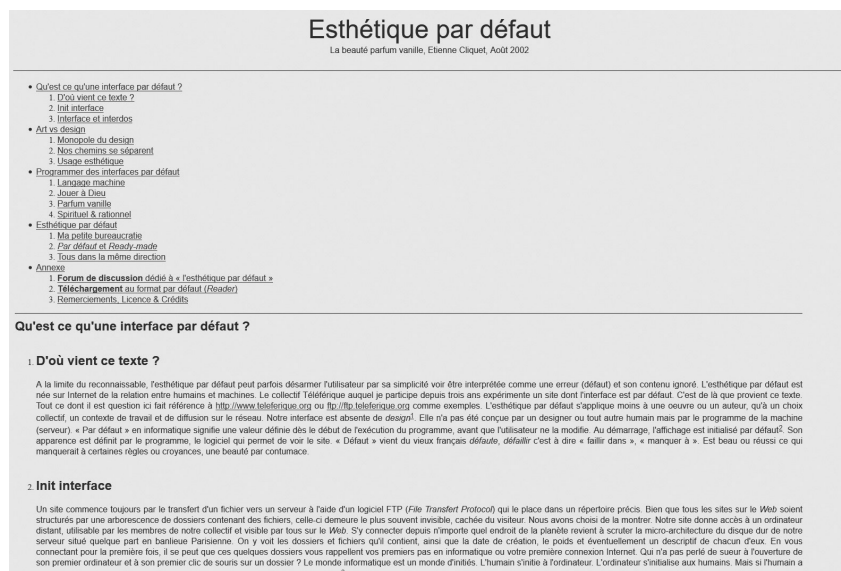 Esthétique par défaut
La beauté parfum vanille, Etienne Cliquet, Août 2002
• Qu'est ce qu'une interface par défaut ?
1. D'où vient ce texte ?
2. Init interface
3. Interface et interdos
• Art vs design
1. Monopole du design
2. Nos chemins se séparent
3. Usage esthétique
• Programmer des interfaces par défaut
1. Langage machine
2. Jouer à Dieu
3. Parfum vanille
4. Spirituel & rationnel
• Esthétique par défaut
1. Ma petite bureaucratie
2. Par défaut et Ready-made
3. Tous dans la même direction
• Annexe
1. Forum de discussion dédié à « l'esthétique par défaut »
2. Téléchargement au format par défaut (Reader)
3. Remerciements, Licence & Crédits
Qu'est ce qu'une interface par défaut ?
1. D'où vient ce texte ?
A la limite du reconnaissable, l'esthétique par défaut peut parfois désarmer l'utilisateur par sa simplicité voir être interprétée comme une erreur (défaut) et son contenu ignoré. L'esthétique par défaut est
née sur Internet de la relation entre humains et machines. Le collectif Téléférique auquel je participe depuis trois ans expérimente un site dont l'interface est par défaut. C'est de là que provient ce texte.
Tout ce dont il est question ici fait référence à http://www.teleferique.org ou ftp://ftp.teleferique.org comme exemples. L'esthétique par défaut s'applique moins à une oeuvre ou un auteur, qu'à un choix
collectif, un contexte de travail et de diffusion sur le réseau. Notre interface est absente de design1. Elle n'a pas été conçue par un designer ou tout autre humain mais par le programme de la machine
(serveur). « Par défaut » en informatique signifie une valeur définie dès le début de l'exécution du programme, avant que l'utilisateur ne la modifie. Au démarrage, l'affichage est initialisé par défaut2. Son
apparence est définit par le programme, le logiciel qui permet de voir le site. « Défaut » vient du vieux français défaute, défaillir c'est à dire « faillir dans », « manquer à ». Est beau ou réussi ce qui
manquerait à certaines règles ou croyances, une beauté par contumace.
2. Init interface
Un site commence toujours par le transfert d'un fichier vers un serveur à l'aide d'un logiciel FTP (File Transfert Protocol) qui le place dans un répertoire précis. Bien que tous les sites sur le Web soient
structurés par une arborescence de dossiers contenant des fichiers, celle-ci demeure le plus souvent invisible, cachée du visiteur. Nous avons choisi de la montrer. Notre site donne accès à un ordinateur
distant, utilisable par les membres de notre collectif et visible par tous sur le Web. S'y connecter depuis n'importe quel endroit de la planète revient à scruter la micro-architecture du disque dur de notre
serveur situé quelque part en banlieue Parisienne. On y voit les dossiers et fichiers qu'il contient, ainsi que la date de création, le poids et éventuellement un descriptif de chacun d'eux. En vous
connectant pour la première fois, il se peut que ces quelques dossiers vous rappellent vos premiers pas en informatique ou votre première connexion Internet. Qui n'a pas perlé de sueur à l'ouverture de
son premier ordinateur et à son premier clic de souris sur un dossier ? Le monde informatique est un monde d'initiés. L'humain s'initie à l'ordinateur. L'ordinateur s'initialise aux humains. Mais si l'humain a